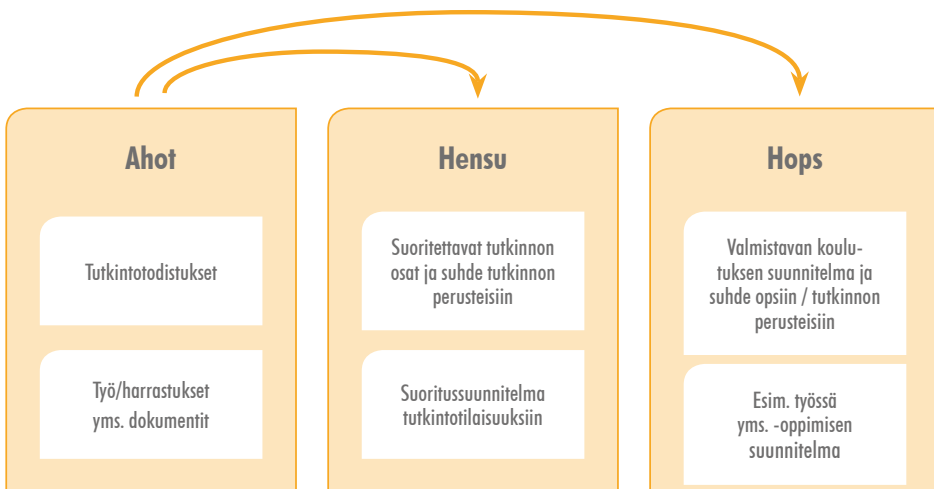 Ahot
Tutkintotodistukset
Työ/harrastukset
yms. dokumentit
Hensu
Suoritettavat tutkinnon
osat ja suhde tutkinnon
perusteisiin
Suoritussuunnitelma
tutkintotilaisuuksiin
Hops
Valmistavan koulu-
tuksen suunnitelma ja
suhde opsiin / tutkinnon
perusteisiin
Esim. työssä
yms. -oppimisen
suunnitelma